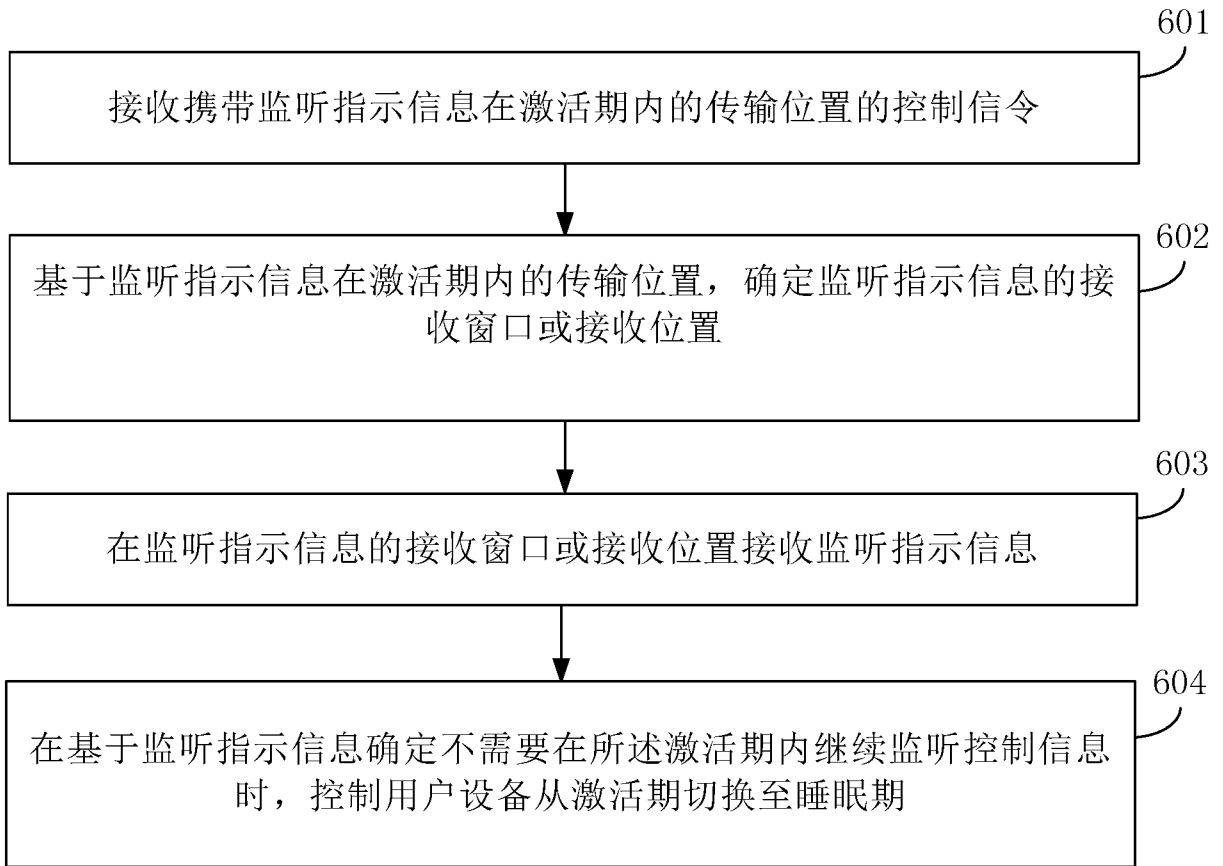 601
接收携带监听指示信息在激活期内的传输位置的控制信令
602
基于监听指示信息在激活期内的传输位置，确定监听指示信息的接
收窗口或接收位置
603
在监听指示信息的接收窗口或接收位置接收监听指示信息
604
在基于监听指示信息确定不需要在所述激活期内继续监听控制信息
时，控制用户设备从激活期切换至睡眠期